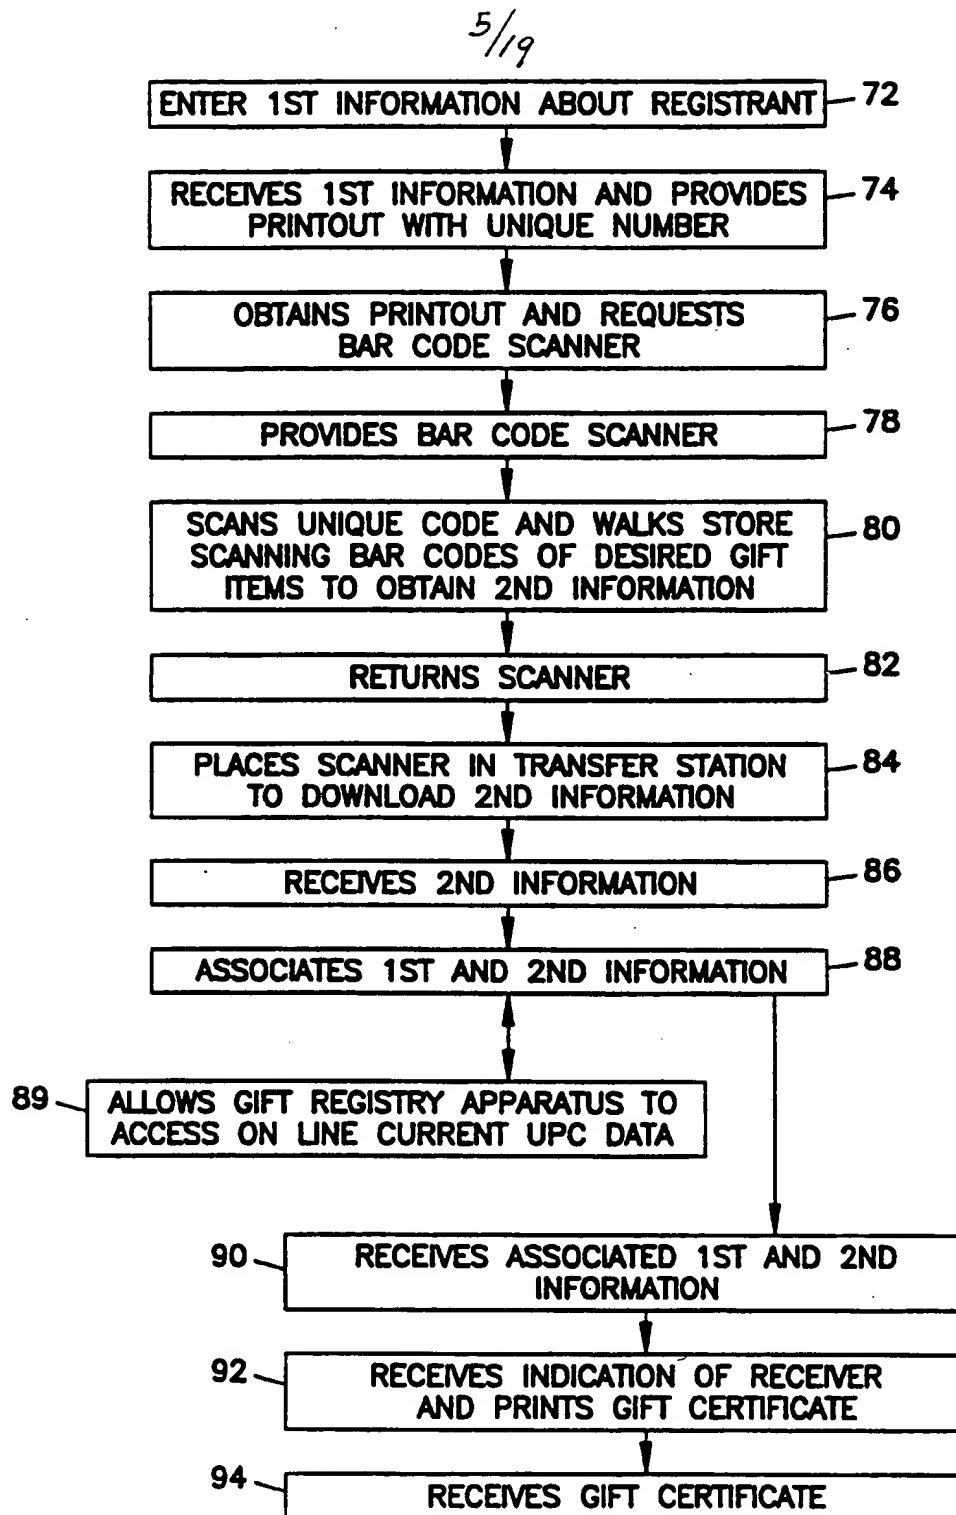 5/19
ENTER 1ST INFORMATION ABOUT REGISTRANT
72
RECEIVES 1ST INFORMATION AND PROVIDES
PRINTOUT WITH UNIQUE NUMBER
74
OBTAINS PRINTOUT AND REQUESTS
BAR CODE SCANNER
76
PROVIDES BAR CODE SCANNER
78
SCANS UNIQUE CODE AND WALKS STORE
SCANNING BAR CODES OF DESIRED GIFT
ITEMS TO OBTAIN 2ND INFORMATION
80
RETURNS SCANNER
82
PLACES SCANNER IN TRANSFER STATION
TO DOWNLOAD 2ND INFORMATION
84
RECEIVES 2ND INFORMATION
86
ASSOCIATES 1ST AND 2ND INFORMATION
88
89
ALLOWS GIFT REGISTRY APPARATUS TO
ACCESS ON LINE CURRENT UPC DATA
90
RECEIVES ASSOCIATED 1ST AND 2ND
INFORMATION
92
RECEIVES INDICATION OF RECEIVER
AND PRINTS GIFT CERTIFICATE
94
RECEIVES GIFT CERTIFICATE